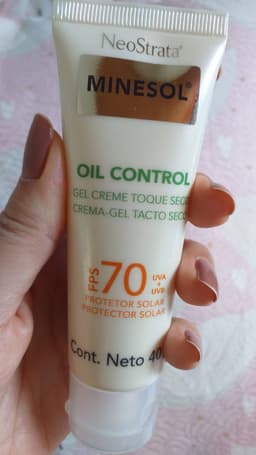 NeoStrata®
MINESOL®
OIL CONTROL
GEL CREME TOQUE SECO
CREMA-GEL TACTO SECO
FPS 70 UVA + UVB
PROTETOR SOLAR
PROTECTOR SOLAR
Cont. Neto